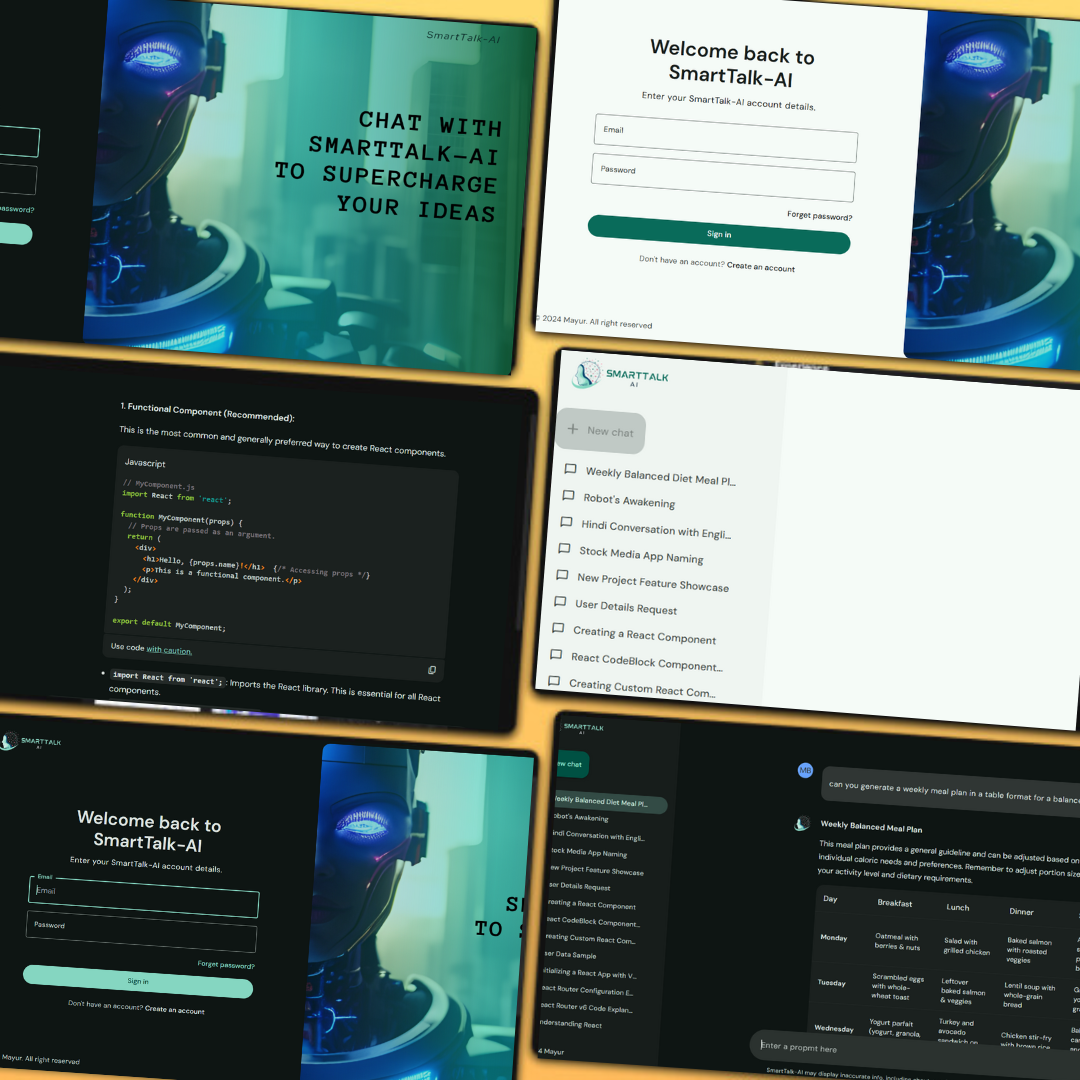 SmartTalk-AI
CHAT WITH
SMARTTALK-AI
TO SUPERCHARGE
YOUR IDEAS
password?
Welcome back to
SmartTalk-AI
Enter your SmartTalk-AI account details.
Email
Password
Forget password?
Sign in
Don't have an account? Create an account
© 2024 Mayur. All right reserved
1. Functional Component (Recommended):
This is the most common and generally preferred way to create React components.
Javascript
// MyComponent.js
import React from 'react';
function MyComponent(props) {
// Props are passed as an argument.
return (
<div>
<h1>Hello, {props.name}!</h1> {/* Accessing props */}
<p>This is a functional component.</p>
</div>
);
}
export default MyComponent;
Use code with caution.
• import React from 'react'; : Imports the React library. This is essential for all React
components.
SMARTTALK
AI
+ New chat
Weekly Balanced Diet Meal Pl...
Robot's Awakening
Hindi Conversation with Engli...
Stock Media App Naming
New Project Feature Showcase
User Details Request
Creating a React Component
React CodeBlock Component...
Creating Custom React Com...
SMARTTALK
AI
Welcome back to
SmartTalk-AI
Enter your SmartTalk-AI account details.
Email
Email
Password
Forget password?
Sign in
Don't have an account? Create an account
Mayur. All right reserved
S
TO S
SMARTTALK
AI
ew chat
eekly Balanced Diet Meal Pl...
obot's Awakening
indi Conversation with Engli...
tock Media App Naming
ew Project Feature Showcase
ser Details Request
reating a React Component
eact CodeBlock Component...
reating Custom React Com...
ser Data Sample
itializing a React App with V...
eact Router Configuration E...
eact Router v6 Code Explan...
nderstanding React
4 Mayur
MB
can you generate a weekly meal plan in a table format for a balance
Weekly Balanced Meal Plan
This meal plan provides a general guideline and can be adjusted based on
individual caloric needs and preferences. Remember to adjust portion size
your activity level and dietary requirements.
Day Breakfast Lunch Dinner
Monday
Oatmeal with
berries & nuts
Salad with
grilled chicken
Baked salmon
with roasted
veggies
Tuesday
Scrambled eggs
with whole-
wheat toast
Leftover
baked salmon
& veggies
Lentil soup with
whole-grain
bread
Wednesday
Yogurt parfait
(yogurt, granola,
Turkey and
avocado
sandwich on
Chicken stir-fry
with brown rice
Enter a propmt here
SmartTalk-AI may display inaccurate info, including